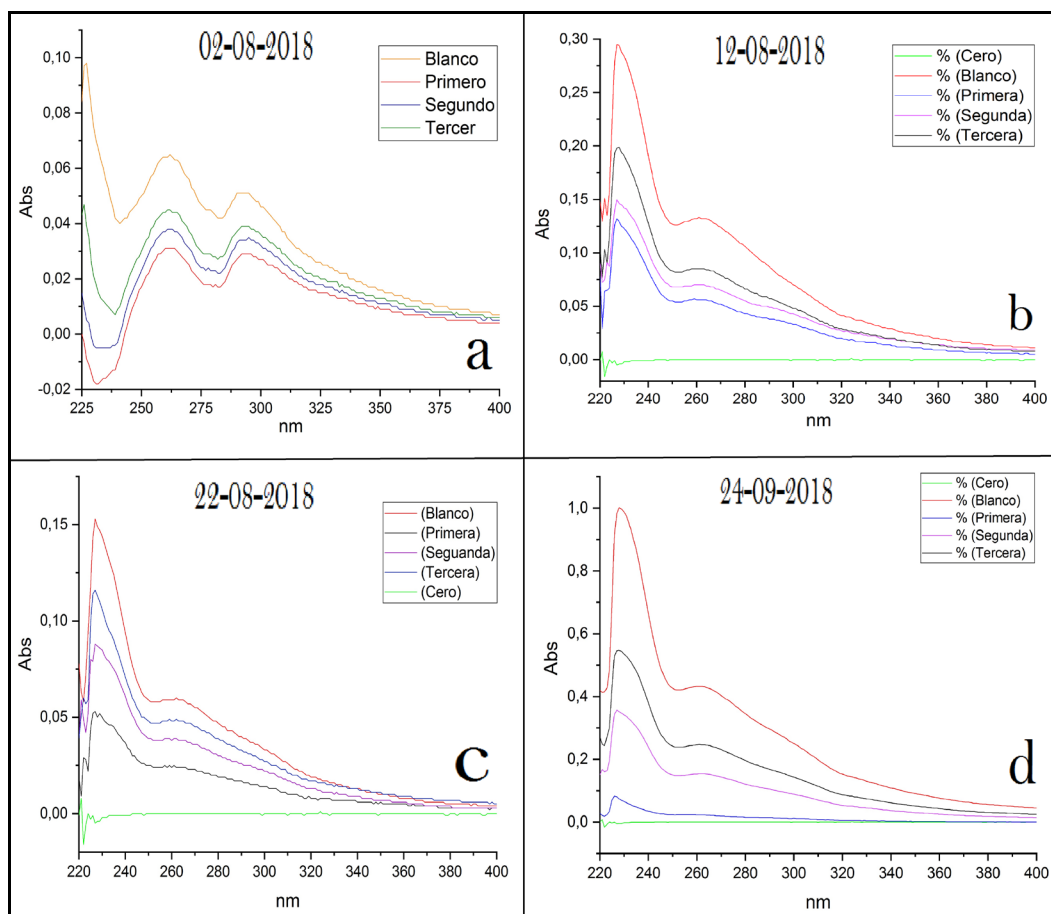 02-08-2018
Blanco
Primero
Segundo
Tercer
0,10
0,08
0,06
0,04
0,02
0,00
-0,02
Abs
225 250 275 300 325 350 375 400
nm
a
12-08-2018
% (Cero)
% (Blanco)
% (Primera)
% (Segunda)
% (Tercera)
0,30
0,25
0,20
0,15
0,10
0,05
0,00
Abs
220 240 260 280 300 320 340 360 380 400
nm
b
22-08-2018
(Blanco)
(Primera)
(Seguanda)
(Tercera)
(Cero)
0,15
0,10
0,05
0,00
Abs
220 240 260 280 300 320 340 360 380 400
nm
c
24-09-2018
% (Cero)
% (Blanco)
% (Primera)
% (Segunda)
% (Tercera)
1,0
0,8
0,6
0,4
0,2
0,0
Abs
220 240 260 280 300 320 340 360 380 400
nm
d